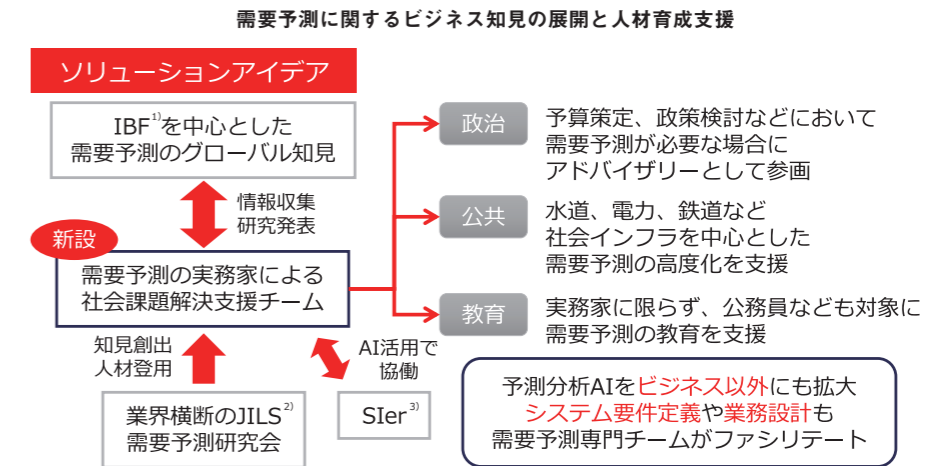 需要予測に関するビジネス知見の展開と人材育成支援
ソリューションアイデア
IBF1)を中心とした
需要予測のグローバル知見
情報収集
研究発表
新設
需要予測の実務家による
社会課題解決支援チーム
知見創出
人材登用
AI活用で
協働
業界横断のJILS2)
需要予測研究会
SIer3)
政治
予算策定、政策検討などにおいて
需要予測が必要な場合に
アドバイザリーとして参画
公共
水道、電力、鉄道など
社会インフラを中心とした
需要予測の高度化を支援
教育
実務家に限らず、公務員なども対象に
需要予測の教育を支援
予測分析AIをビジネス以外にも拡大
システム要件定義や業務設計も
需要予測専門チームがファシリテート